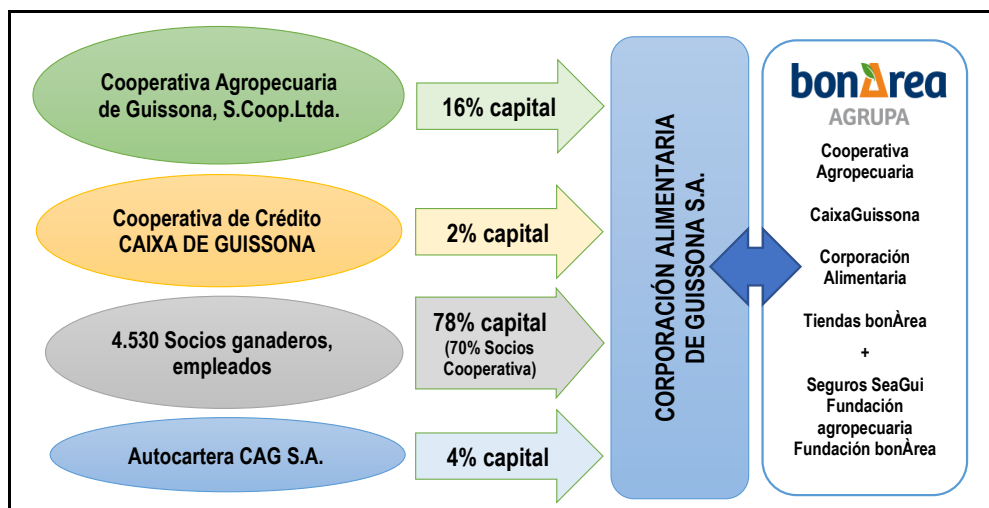 Cooperativa Agropecuaria
de Guissona, S.Coop.Ltda.
16% capital
Cooperativa de Crédito
CAIXA DE GUISSONA
2% capital
4.530 Socios ganaderos,
empleados
78% capital
(70% Socios
Cooperativa)
Autocartera CAG S.A.
4% capital
CORPORACIÓN ALIMENTARIA
DE GUISSONA S.A.
bonÀrea
AGRUPA
Cooperativa
Agropecuaria
CaixaGuissona
Corporación
Alimentaria
Tiendas bonÀrea
+
Seguros SeaGui
Fundación
agropecuaria
Fundación bonÀrea